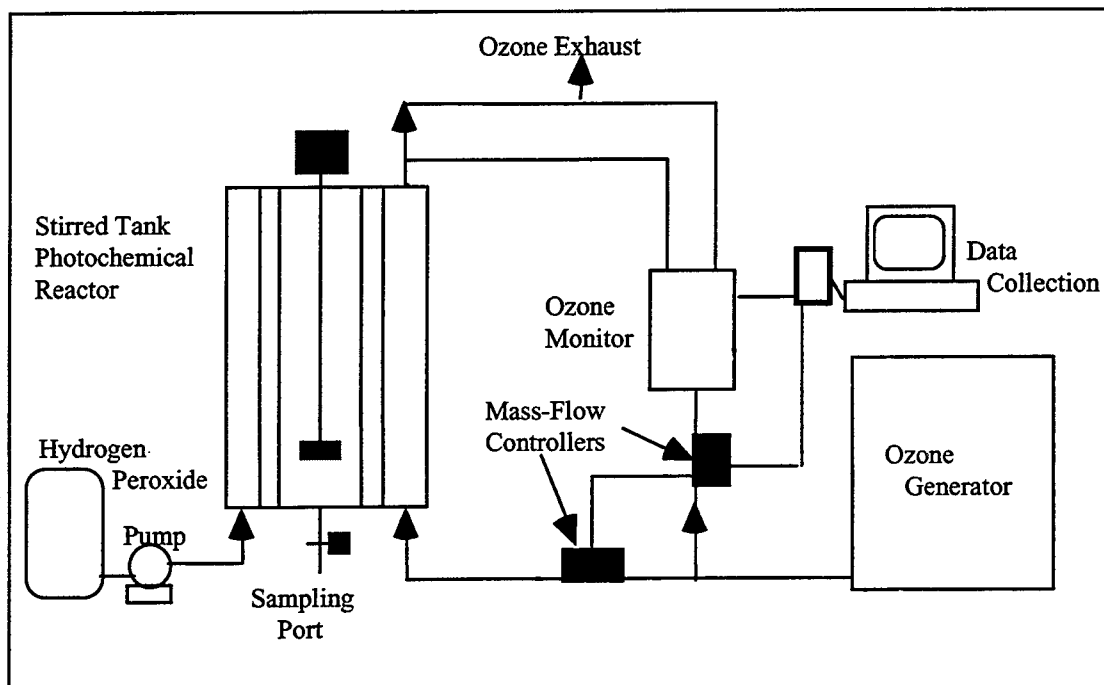 Ozone Exhaust
Stirred Tank
Photochemical
Reactor
Data
Collection
Ozone
Monitor
Mass-Flow
Controllers
Hydrogen
Peroxide
Ozone
Generator
Pump
Sampling
Port